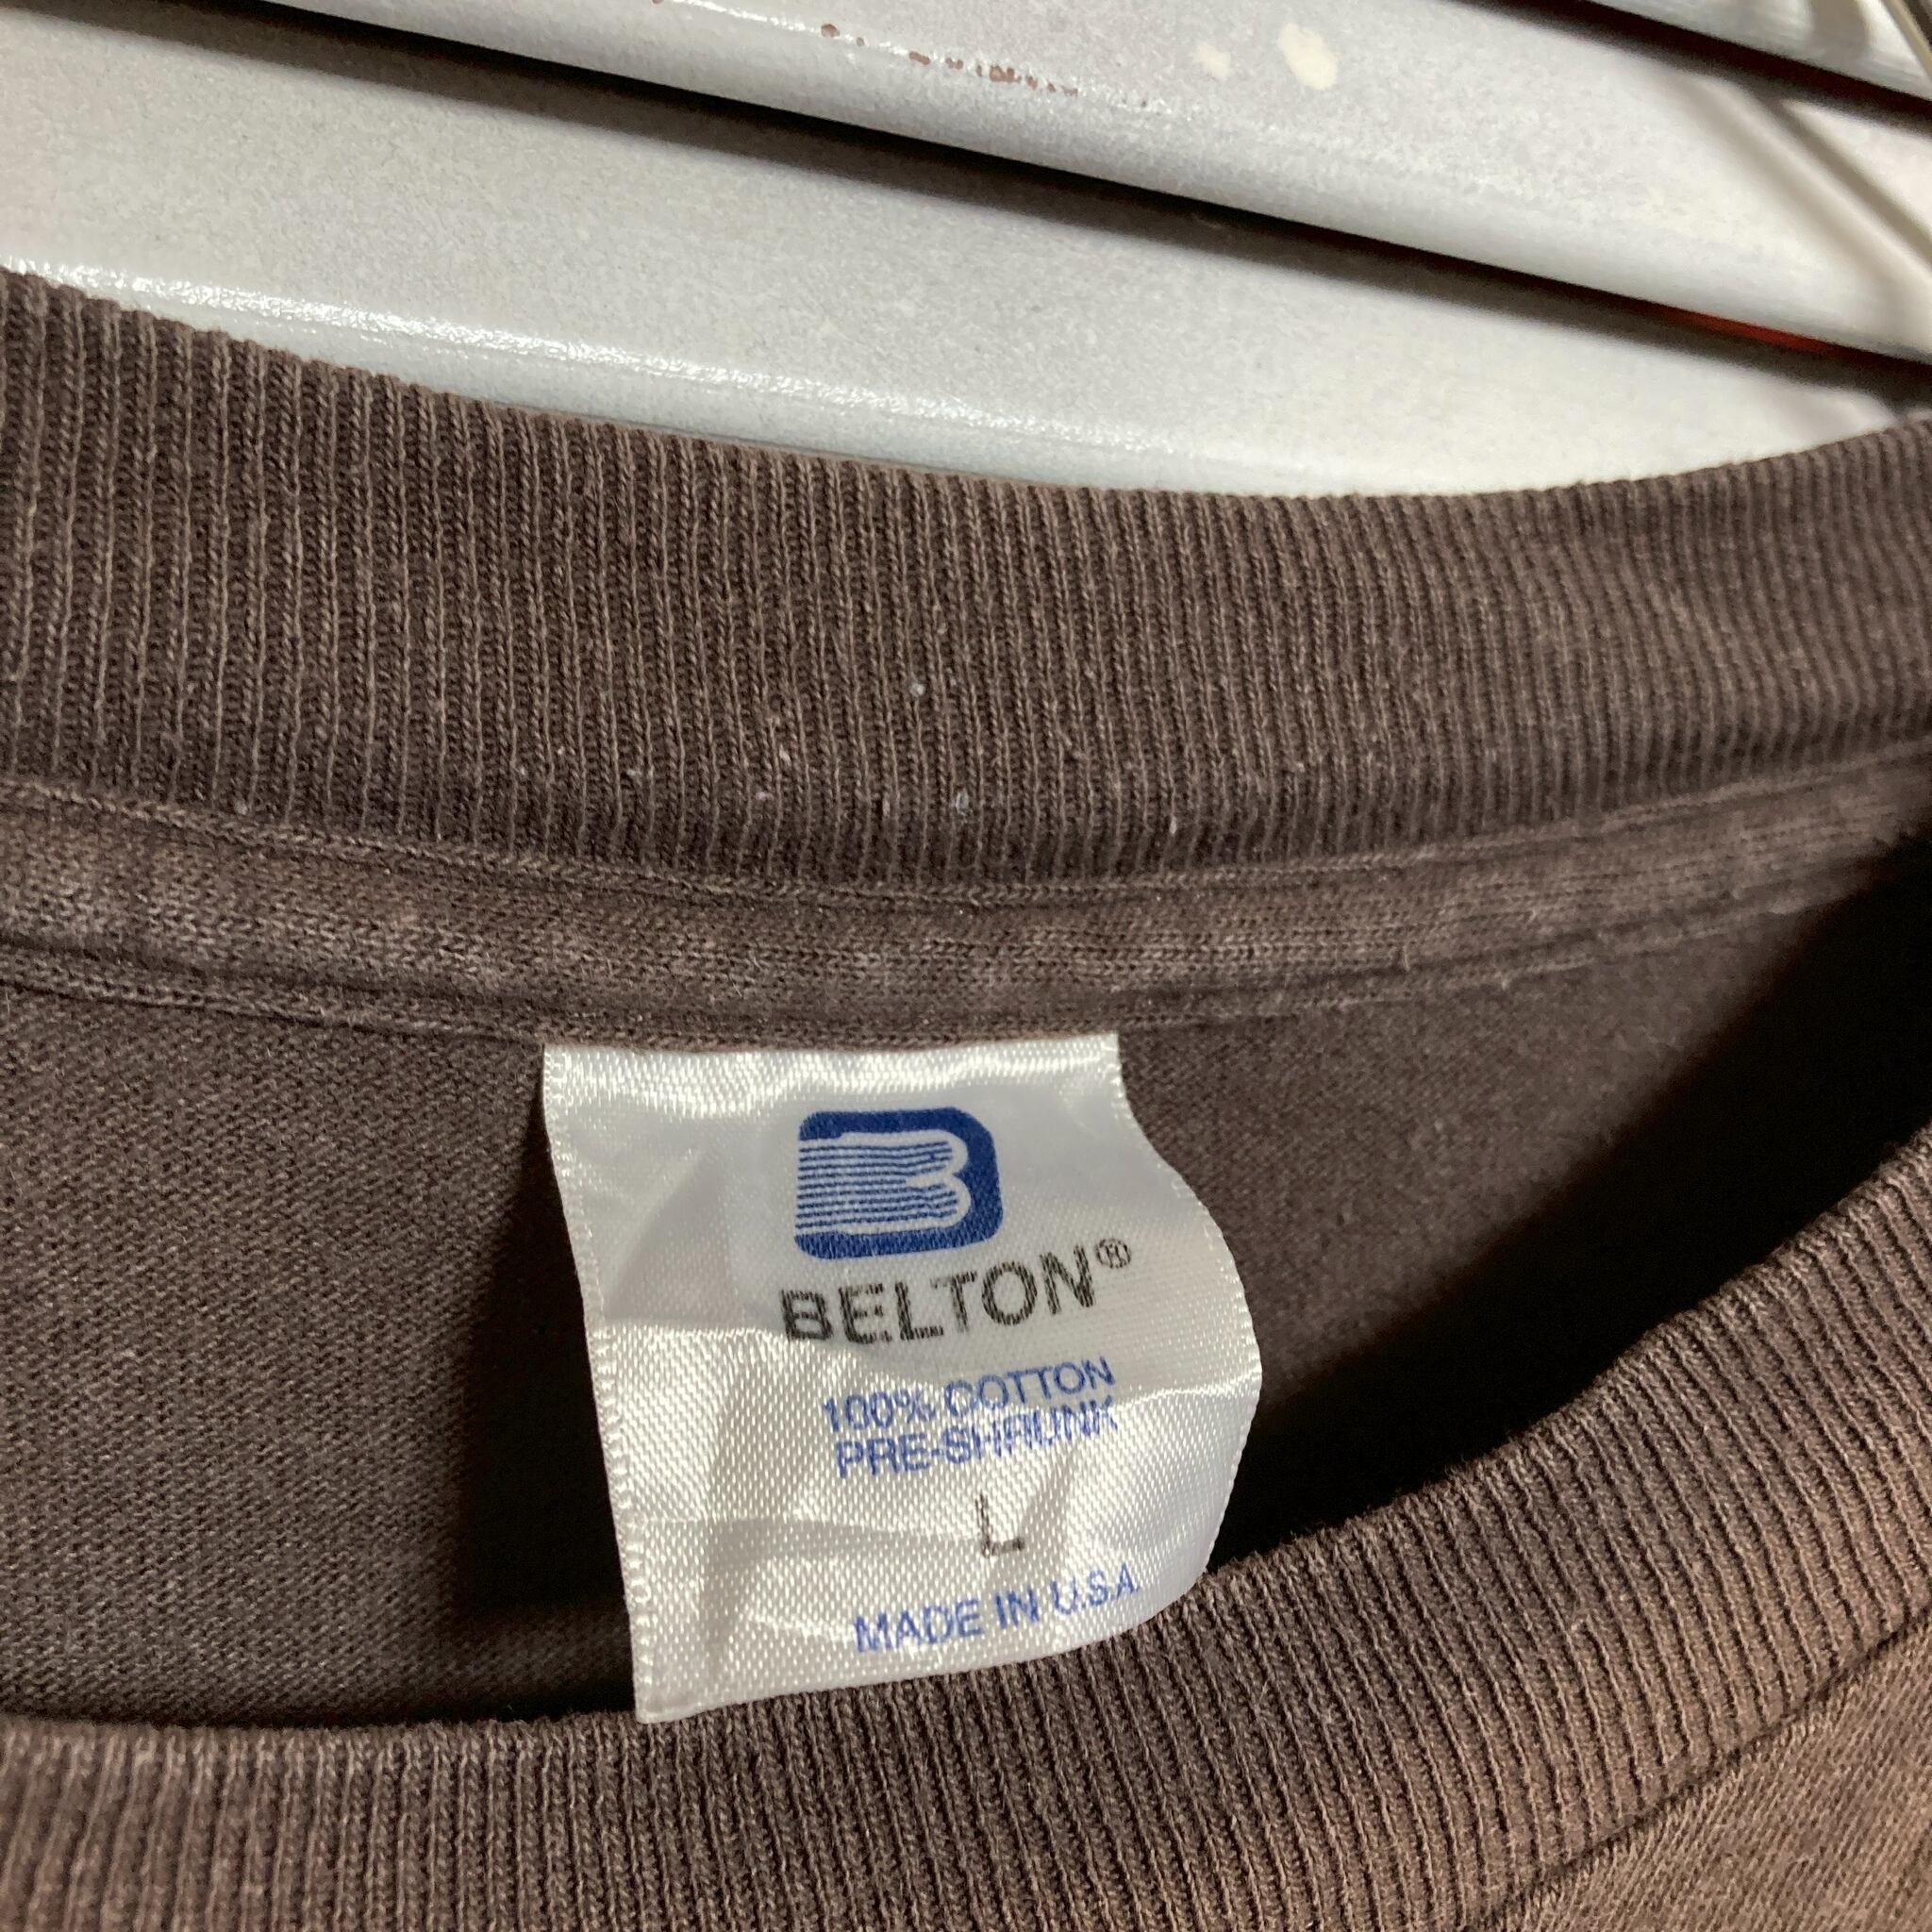 B
BELTON®
100% COTTON
PRE-SHRUNK
L
MADE IN U.S.A.